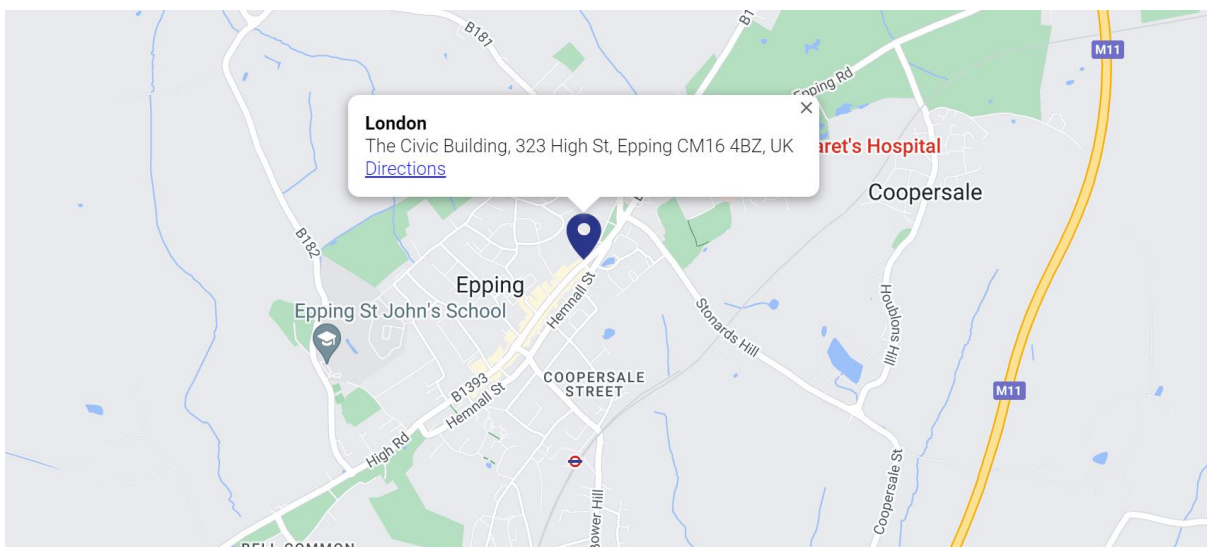 B181
B
M11
Epping Rd
London
The Civic Building, 323 High St, Epping CM16 4BZ, UK
Directions
aret's Hospital
Coopersale
B182
Epping
Hemnall St
Epping St John's School
Stonards Hill
Houblons Hill
COOPERSALE
STREET
B1393
Hemnall St
M11
High Rd
Coopersale St
Bower Hill
BELL COMMON